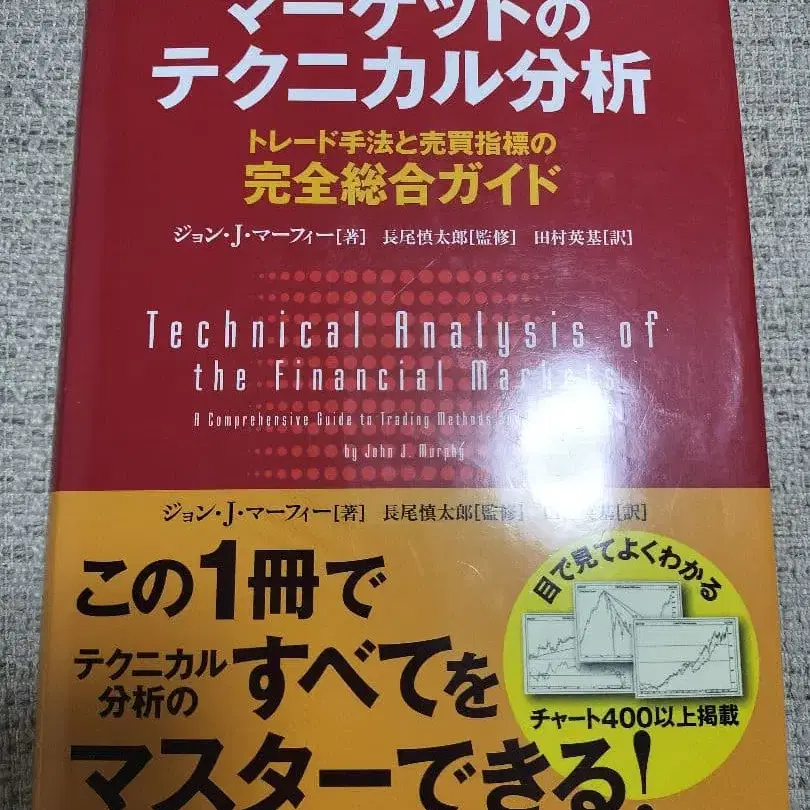 マーケットの
テクニカル分析
トレード手法と売買指標の
完全総合ガイド
ジョン・J・マーフィー[著] 長尾慎太郎[監修] 田村英基[訳]
Technical Analysis of
the Financial Markets
A Comprehensive Guide to Trading Methods
by John J. Murphy
ジョン・J・マーフィー[著] 長尾慎太郎[監修] 英基[訳]
この1冊で
テクニカル
分析の
すべてを
マスターできる!
目で見てよくわかる
チャート400以上掲載